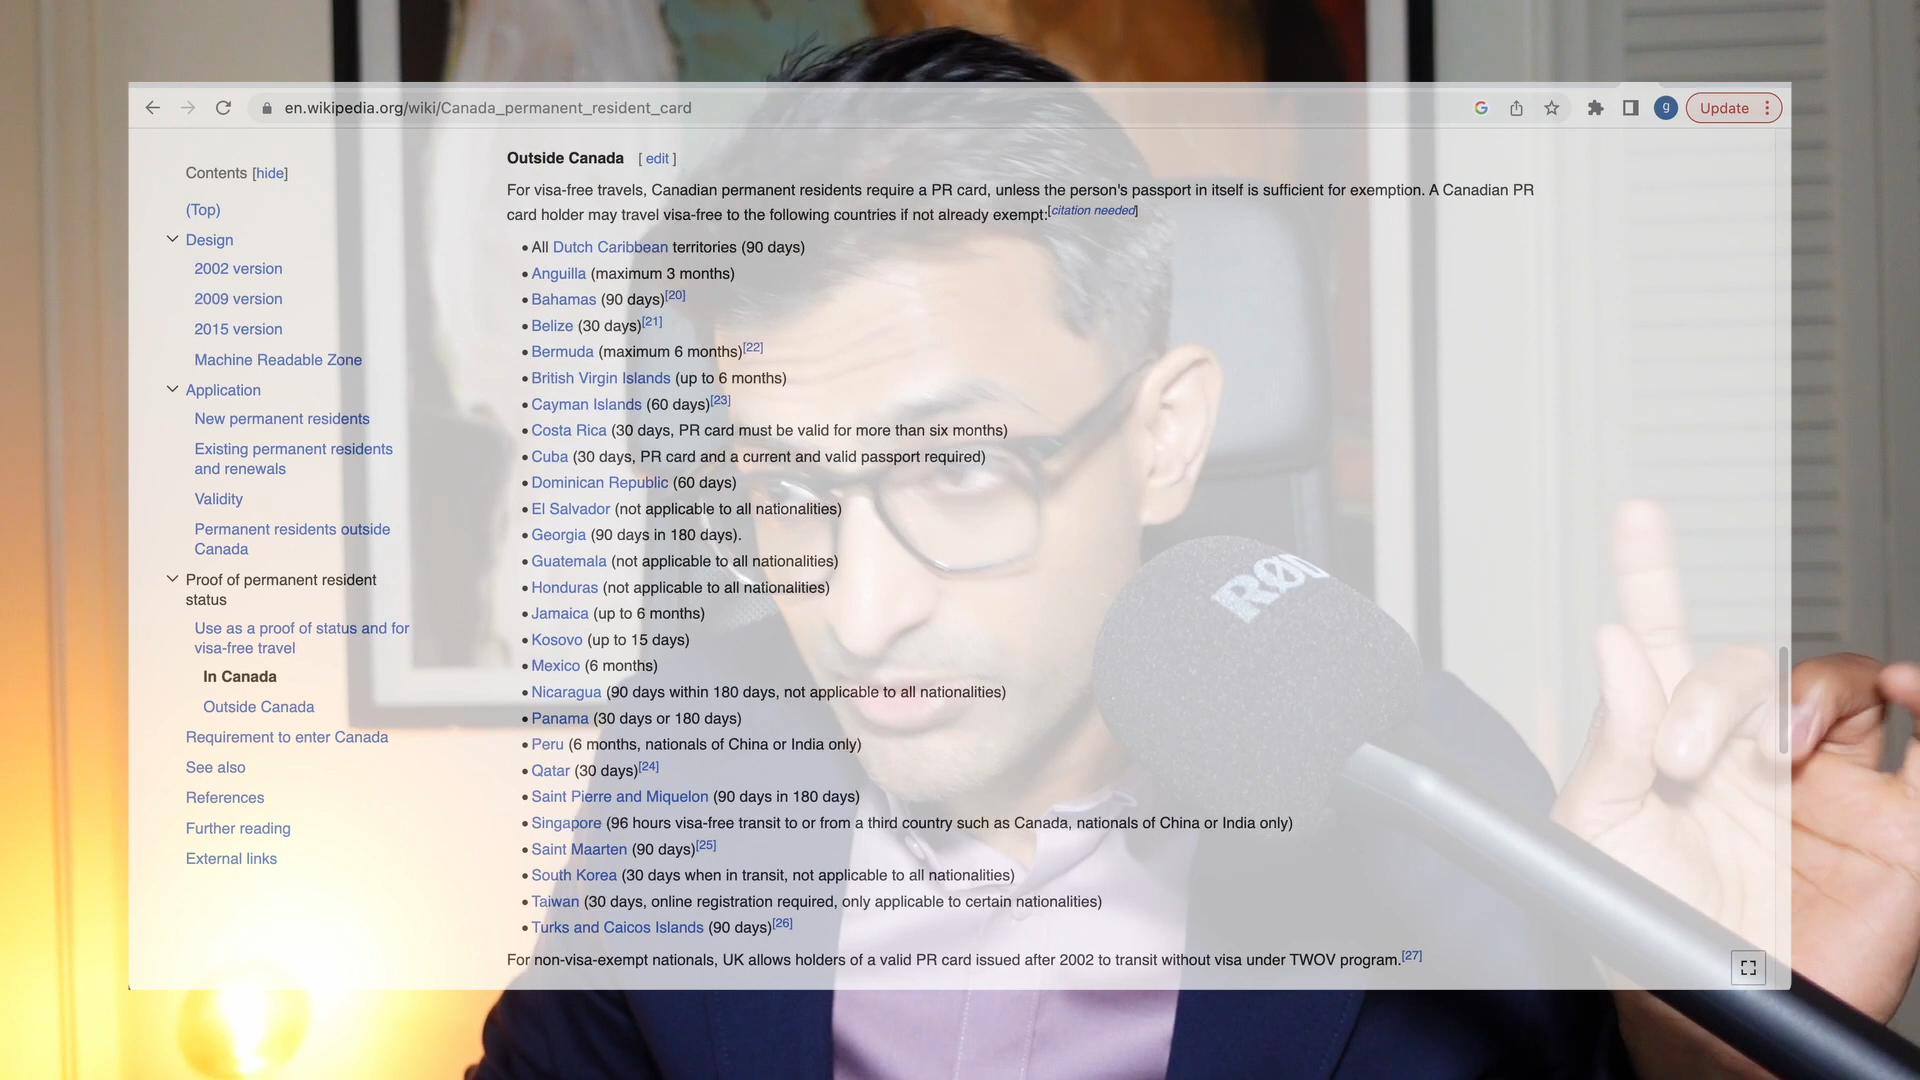 en.wikipedia.org/wiki/Canada_permanent_resident_card
g
Update
Contents [hide]
(Top)
Design
2002 version
2009 version
2015 version
Machine Readable Zone
Application
New permanent residents
Existing permanent residents
and renewals
Validity
Permanent residents outside
Canada
Proof of permanent resident
status
Use as a proof of status and for
visa-free travel
In Canada
Outside Canada
Requirement to enter Canada
See also
References
Further reading
External links
Outside Canada [ edit ]
For visa-free travels, Canadian permanent residents require a PR card, unless the person's passport in itself is sufficient for exemption. A Canadian PR
card holder may travel visa-free to the following countries if not already exempt:[citation needed]
• All Dutch Caribbean territories (90 days)
• Anguilla (maximum 3 months)
• Bahamas (90 days)[20]
• Belize (30 days)[21]
• Bermuda (maximum 6 months)[22]
• British Virgin Islands (up to 6 months)
• Cayman Islands (60 days)[23]
• Costa Rica (30 days, PR card must be valid for more than six months)
• Cuba (30 days, PR card and a current and valid passport required)
• Dominican Republic (60 days)
• El Salvador (not applicable to all nationalities)
• Georgia (90 days in 180 days).
• Guatemala (not applicable to all nationalities)
• Honduras (not applicable to all nationalities)
• Jamaica (up to 6 months)
• Kosovo (up to 15 days)
• Mexico (6 months)
• Nicaragua (90 days within 180 days, not applicable to all nationalities)
• Panama (30 days or 180 days)
• Peru (6 months, nationals of China or India only)
• Qatar (30 days)[24]
• Saint Pierre and Miquelon (90 days in 180 days)
• Singapore (96 hours visa-free transit to or from a third country such as Canada, nationals of China or India only)
• Saint Maarten (90 days)[25]
• South Korea (30 days when in transit, not applicable to all nationalities)
• Taiwan (30 days, online registration required, only applicable to certain nationalities)
• Turks and Caicos Islands (90 days)[26]
For non-visa-exempt nationals, UK allows holders of a valid PR card issued after 2002 to transit without visa under TWOV program.[27]
RØD